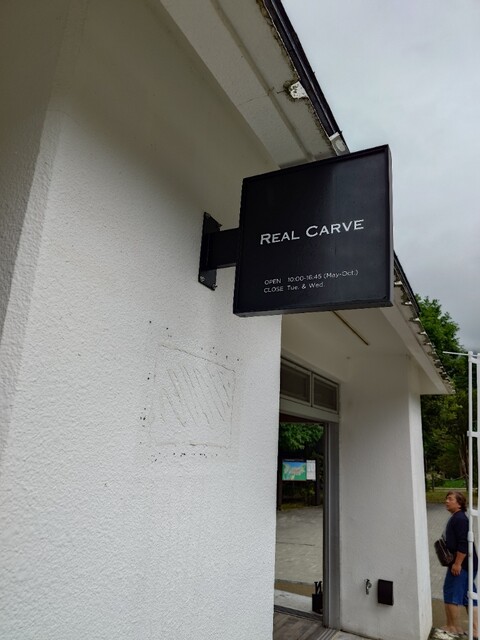 REAL CARVE
OPEN 10:00-16:45 (May-Oct.)
CLOSE Tue. & Wed.